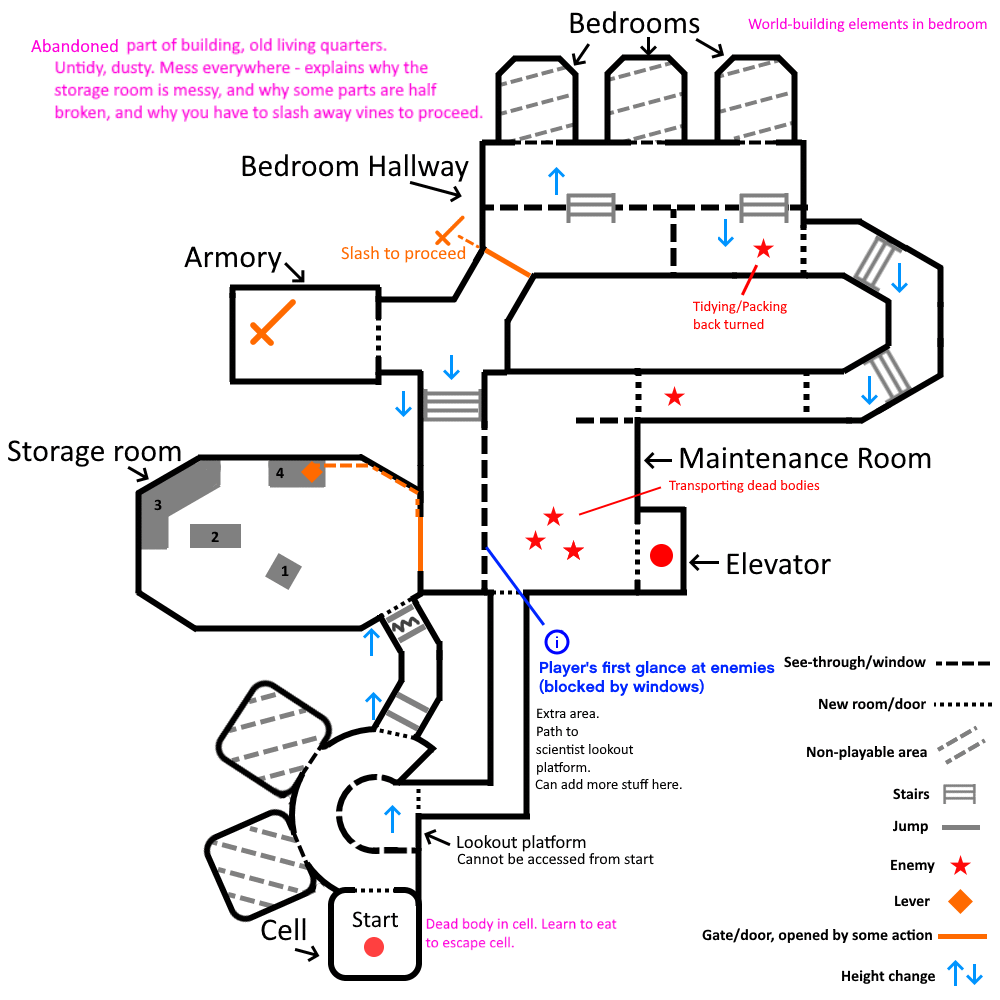 Bedrooms
World-building elements in bedroom
Abandoned part of building, old living quarters.
Untidy, dusty. Mess everywhere - explains why the
storage room is messy, and why some parts are half
broken, and why you have to slash away vines to proceed.
Bedroom Hallway
Slash to proceed
Armory
Tidying/Packing
back turned
Storage room
4
3
2
1
Maintenance Room
Transporting dead bodies
Elevator
i
Player's first glance at enemies
(blocked by windows)
Extra area.
Path to
scientist lookout
platform.
Can add more stuff here.
Lookout platform
Cannot be accessed from start
Cell
Start
Dead body in cell. Learn to eat
to escape cell.
See-through/window
New room/door
Non-playable area
Stairs
Jump
Enemy
Lever
Gate/door, opened by some action
Height change